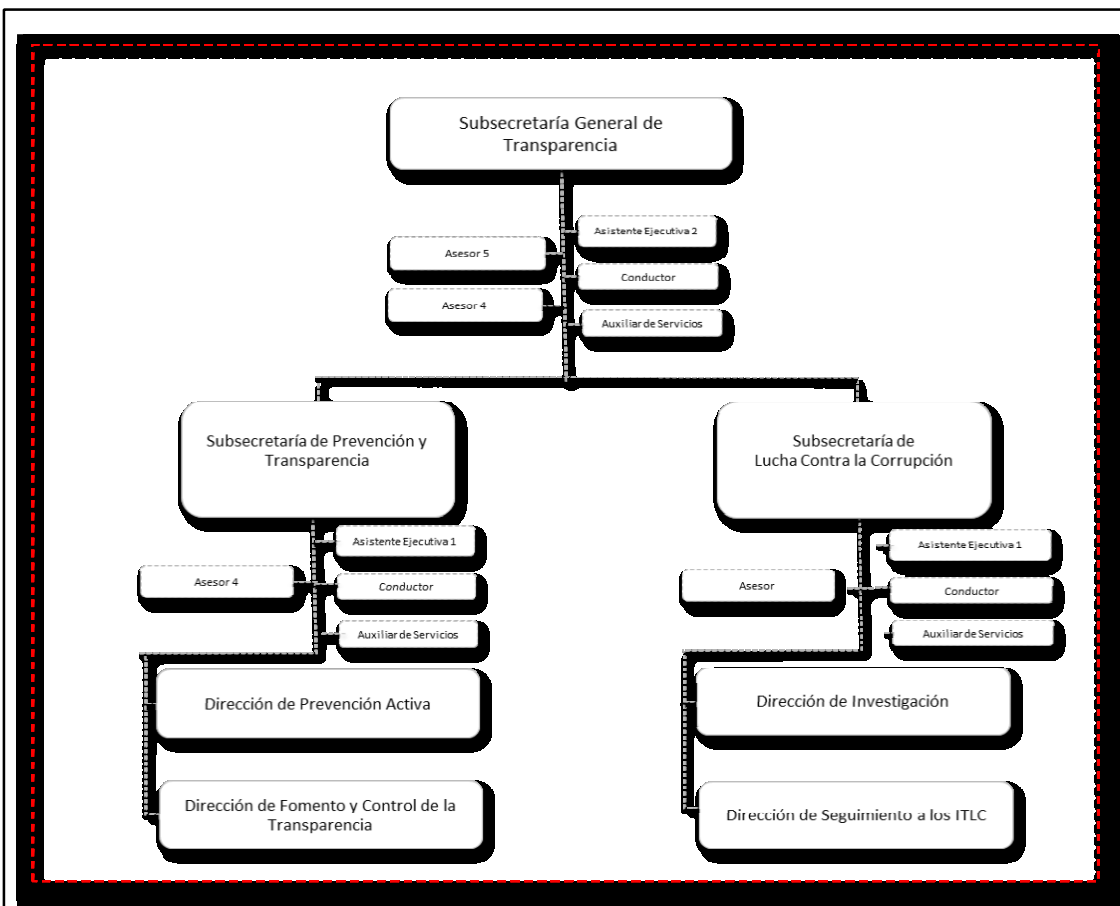 Subsecretaría General de
Transparencia
Asistente Ejecutiva 2
Asesor 5
Conductor
Asesor 4
Auxiliar de Servicios
Subsecretaría de Prevención y
Transparencia
Subsecretaría de
Lucha Contra la Corrupción
Asistente Ejecutiva 1
Asesor 4
Conductor
Auxiliar de Servicios
Asistente Ejecutiva 1
Asesor
Conductor
Auxiliar de Servicios
Dirección de Prevención Activa
Dirección de Investigación
Dirección de Fomento y Control de la
Transparencia
Dirección de Seguimiento a los ITLC